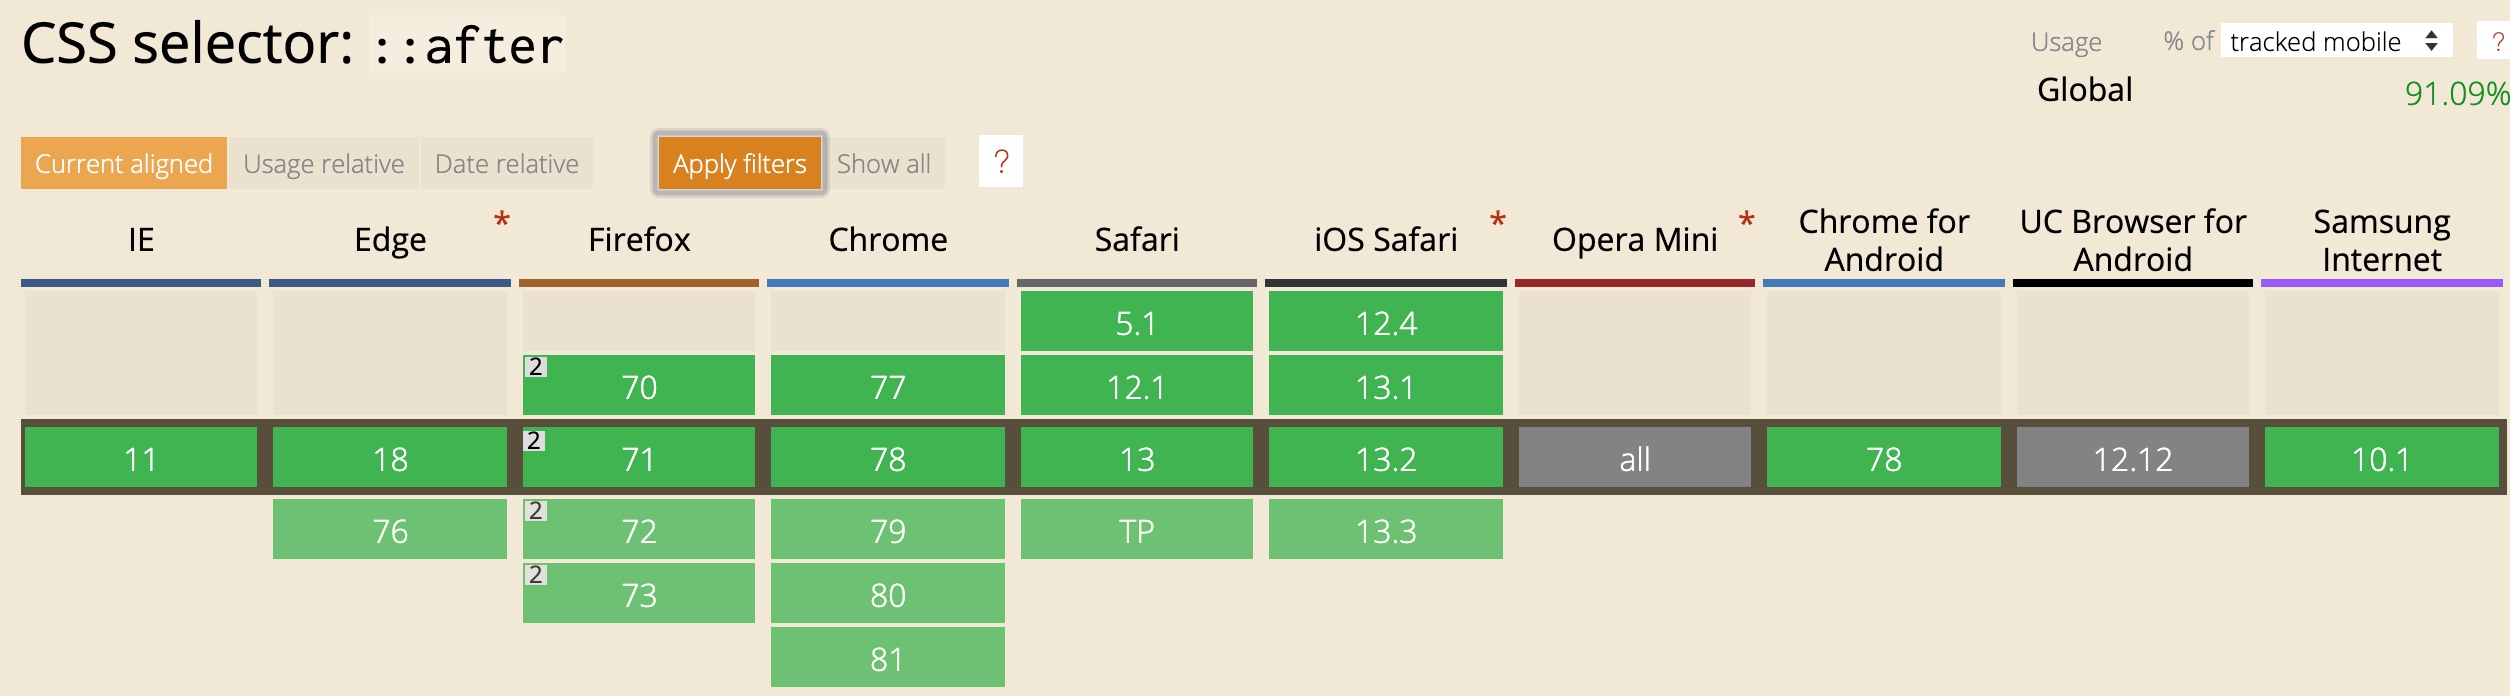 CSS selector: ::after
Usage % of tracked mobile ?
Global 91.09%
Current aligned Usage relative Date relative Apply filters Show all ?
IE Edge * Firefox Chrome Safari iOS Safari * Opera Mini * Chrome for Android UC Browser for Android Samsung Internet
5.1 12.4
2 70 77 12.1 13.1
11 18 2 71 78 13 13.2 all 78 12.12 10.1
76 2 72 79 TP 13.3
2 73 80
81